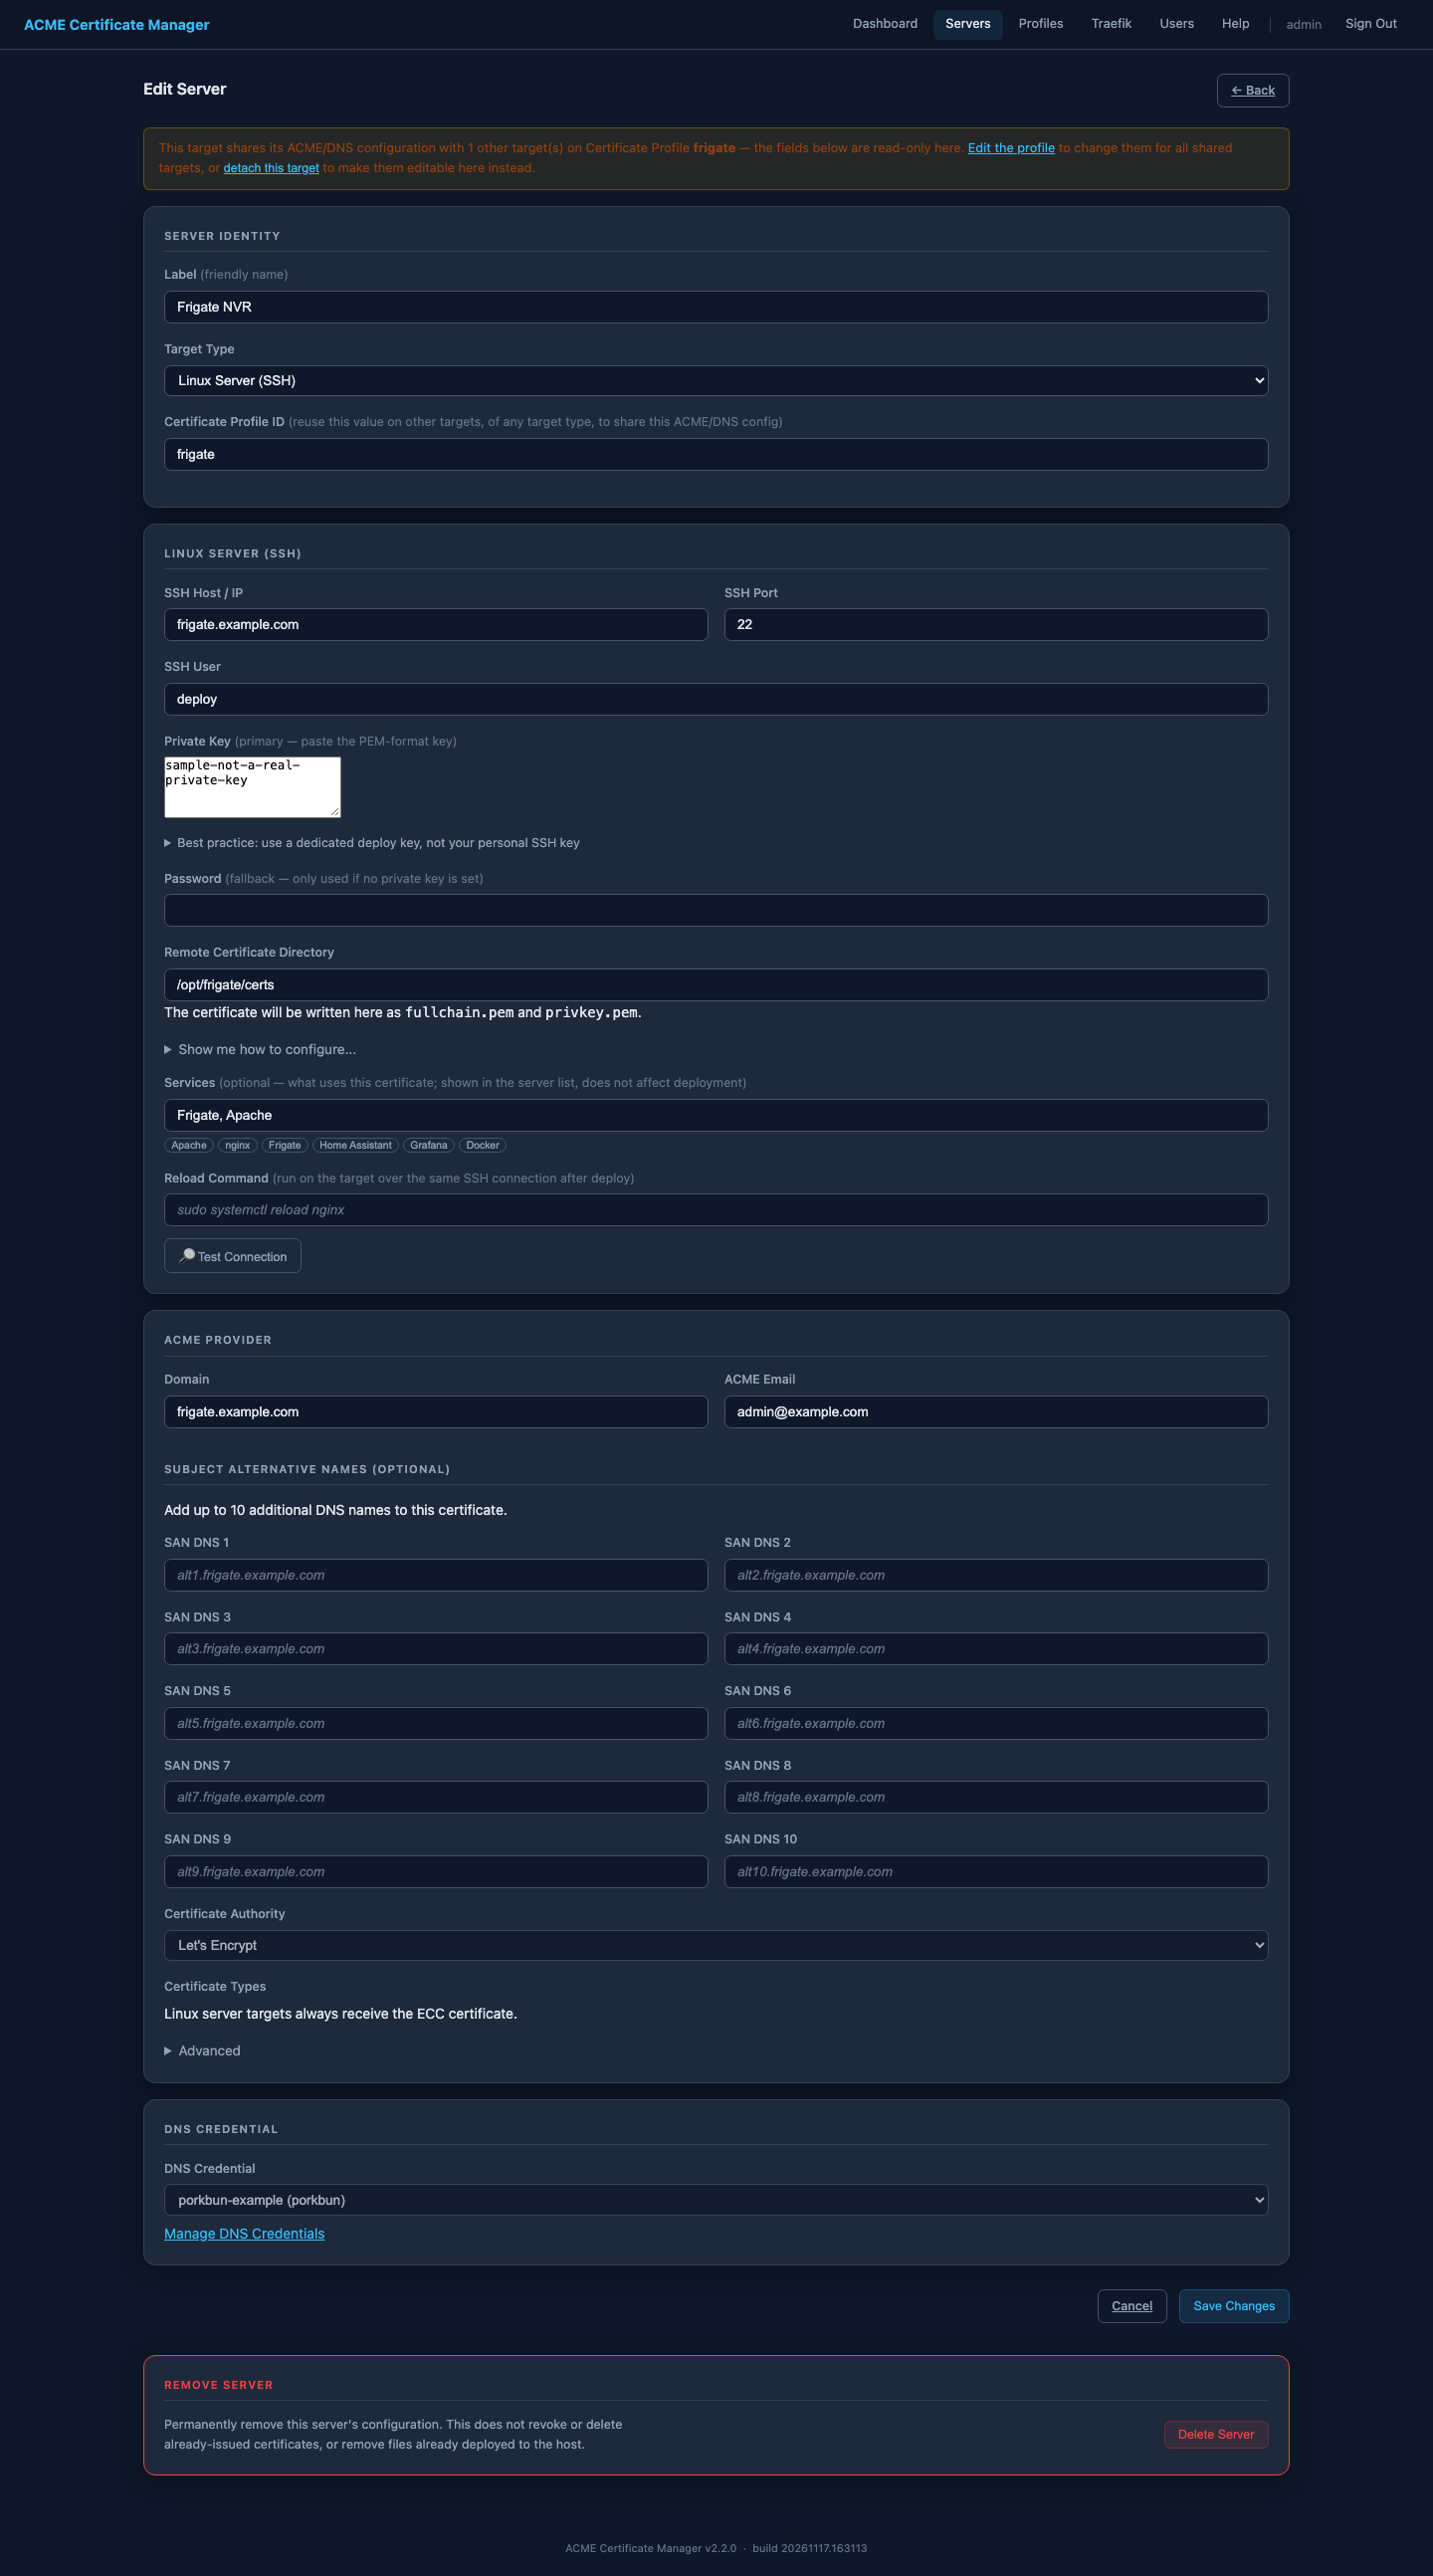 ACME Certificate Manager
Dashboard Servers Profiles Traefik Users Help admin Sign Out
Edit Server
← Back
This target shares its ACME/DNS configuration with 1 other target(s) on Certificate Profile frigate — the fields below are read-only here. Edit the profile to change them for all shared
targets, or detach this target to make them editable here instead.
SERVER IDENTITY
Label (friendly name)
Frigate NVR
Target Type
Linux Server (SSH)
Certificate Profile ID (reuse this value on other targets, of any target type, to share this ACME/DNS config)
frigate
LINUX SERVER (SSH)
SSH Host / IP
SSH Port
frigate.example.com
22
SSH User
deploy
Private Key (primary — paste the PEM-format key)
sample-not-a-real-
private-key
Best practice: use a dedicated deploy key, not your personal SSH key
Password (fallback — only used if no private key is set)
Remote Certificate Directory
/opt/frigate/certs
The certificate will be written here as fullchain.pem and privkey.pem.
Show me how to configure...
Services (optional — what uses this certificate; shown in the server list, does not affect deployment)
Frigate, Apache
Apache nginx Frigate Home Assistant Grafana Docker
Reload Command (run on the target over the same SSH connection after deploy)
sudo systemctl reload nginx
Test Connection
ACME PROVIDER
Domain
ACME Email
frigate.example.com
admin@example.com
SUBJECT ALTERNATIVE NAMES (OPTIONAL)
Add up to 10 additional DNS names to this certificate.
SAN DNS 1
SAN DNS 2
alt1.frigate.example.com
alt2.frigate.example.com
SAN DNS 3
SAN DNS 4
alt3.frigate.example.com
alt4.frigate.example.com
SAN DNS 5
SAN DNS 6
alt5.frigate.example.com
alt6.frigate.example.com
SAN DNS 7
SAN DNS 8
alt7.frigate.example.com
alt8.frigate.example.com
SAN DNS 9
SAN DNS 10
alt9.frigate.example.com
alt10.frigate.example.com
Certificate Authority
Let's Encrypt
Certificate Types
Linux server targets always receive the ECC certificate.
Advanced
DNS CREDENTIAL
DNS Credential
porkbun-example (porkbun)
Manage DNS Credentials
Cancel
Save Changes
REMOVE SERVER
Permanently remove this server's configuration. This does not revoke or delete
already-issued certificates, or remove files already deployed to the host.
Delete Server
ACME Certificate Manager v2.2.0 · build 20261117.163113